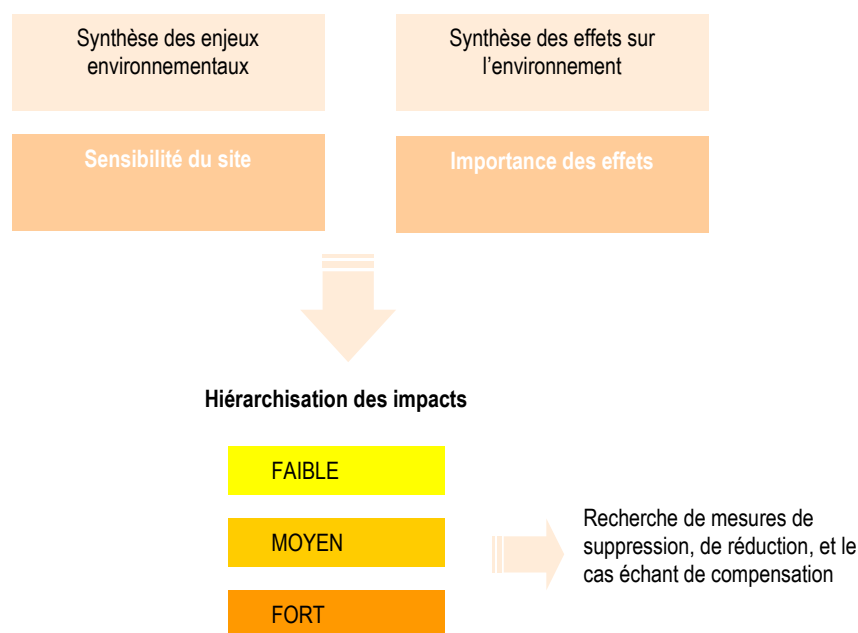 Synthèse des enjeux
environnementaux
Synthèse des effets sur
l'environnement
Sensibilité du site
Importance des effets
Hiérarchisation des impacts
FAIBLE
MOYEN
FORT
Recherche de mesures de
suppression, de réduction, et le
cas échant de compensation